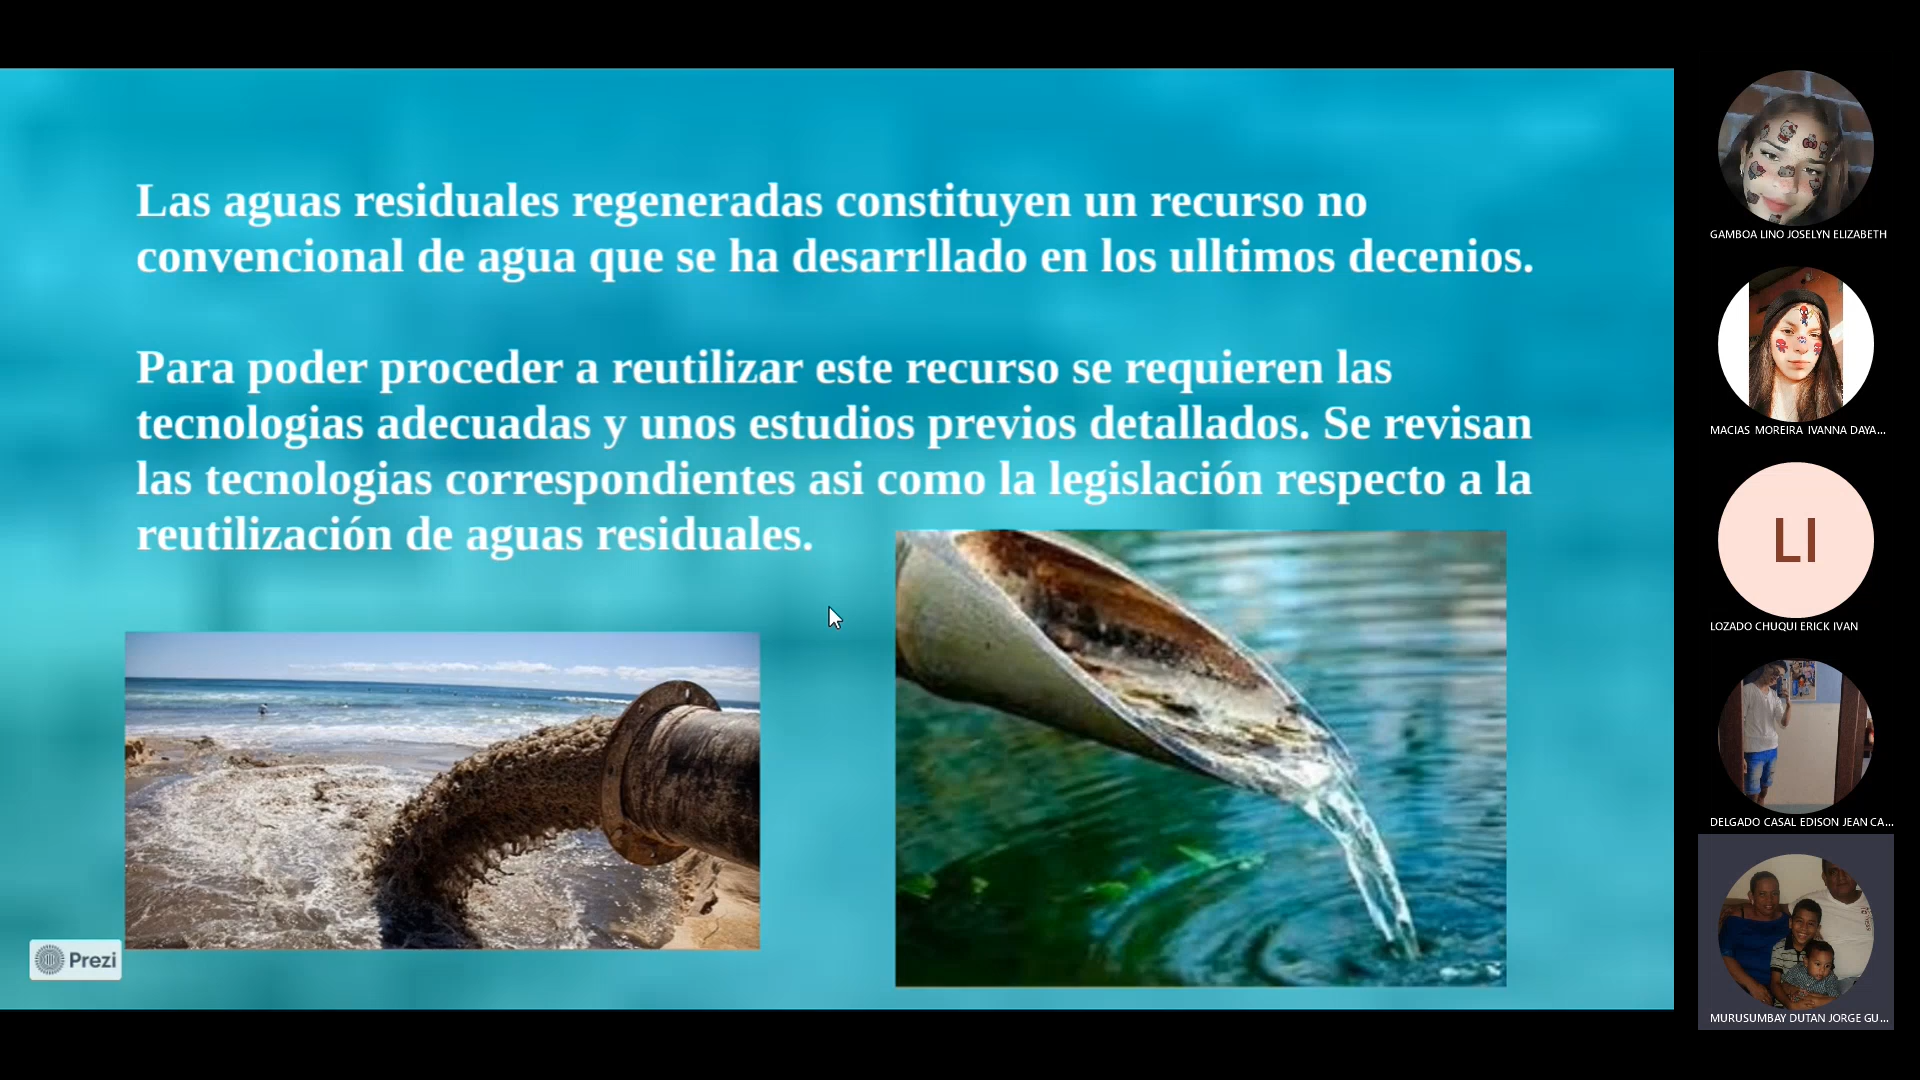 Las aguas residuales regeneradas constituyen un recurso no
convencional de agua que se ha desarrllado en los ulltimos decenios.
Para poder proceder a reutilizar este recurso se requieren las
tecnologias adecuadas y unos estudios previos detallados. Se revisan
las tecnologias correspondientes asi como la legislación respecto a la
reutilización de aguas residuales.
Prezi
GAMBOA LINO JOSELYN ELIZABETH
MACIAS MOREIRA IVANNA DAYA...
LI
LOZADO CHUQUI ERICK IVAN
DELGADO CASAL EDISON JEAN CA...
MURUSUMBAY DUTAN JORGE GU...